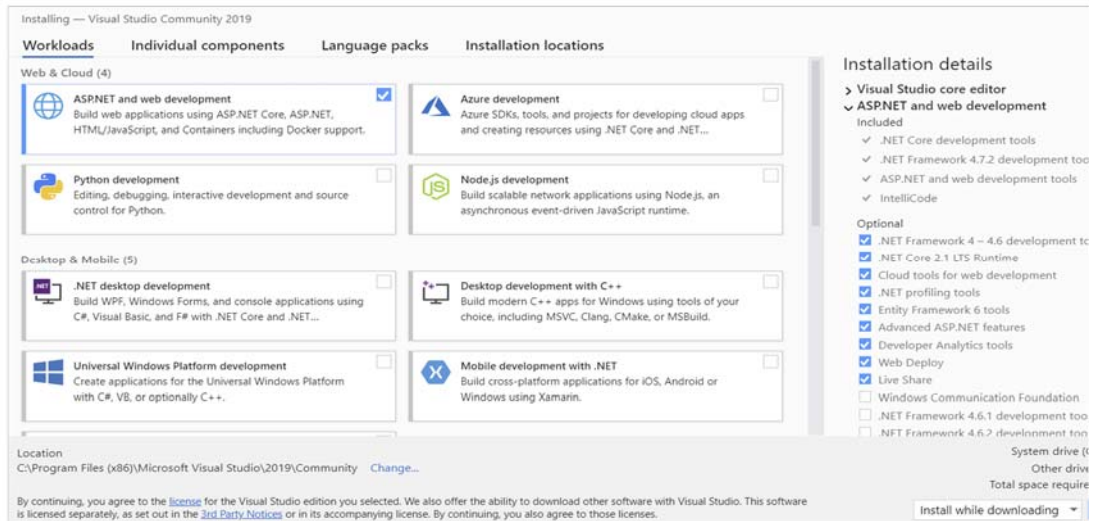 Installing — Visual Studio Community 2019
Workloads
Individual components
Language packs
Installation locations
Web & Cloud (4)
ASP.NET and web development
Build web applications using ASP.NET Core, ASP.NET,
HTML/JavaScript, and Containers including Docker support.
Azure development
Azure SDKs, tools, and projects for developing cloud apps
and creating resources using .NET Core and .NET...
Python development
Editing, debugging, interactive development and source
control for Python.
JS
Node.js development
Build scalable network applications using Node.js, an
asynchronous event-driven JavaScript runtime.
Desktop & Mobile (5)
.NET
.NET desktop development
Build WPF, Windows Forms, and console applications using
C#, Visual Basic, and F# with .NET Core and .NET...
Desktop development with C++
Build modern C++ apps for Windows using tools of your
choice, including MSVC, Clang, CMake, or MSBuild.
Universal Windows Platform development
Create applications for the Universal Windows Platform
with C#, VB, or optionally C++.
Mobile development with .NET
Build cross-platform applications for iOS, Android or
Windows using Xamarin.
Installation details
Visual Studio core editor
ASP.NET and web development
Included
.NET Core development tools
.NET Framework 4.7.2 development too
ASP.NET and web development tools
IntelliCode
Optional
.NET Framework 4 – 4.6 development to
.NET Core 2.1 LTS Runtime
Cloud tools for web development
.NET profiling tools
Entity Framework 6 tools
Advanced ASP.NET features
Developer Analytics tools
Web Deploy
Live Share
Windows Communication Foundation
.NET Framework 4.6.1 development too
.NET Framework 4.6.2 development too
Location
C:\Program Files (x86)\Microsoft Visual Studio\2019\Community Change...
System drive (C
Other drive
Total space require
By continuing, you agree to the license for the Visual Studio edition you selected. We also offer the ability to download other software with Visual Studio. This software
is licensed separately, as set out in the 3rd Party Notices or in its accompanying license. By continuing, you also agree to those licenses.
Install while downloading